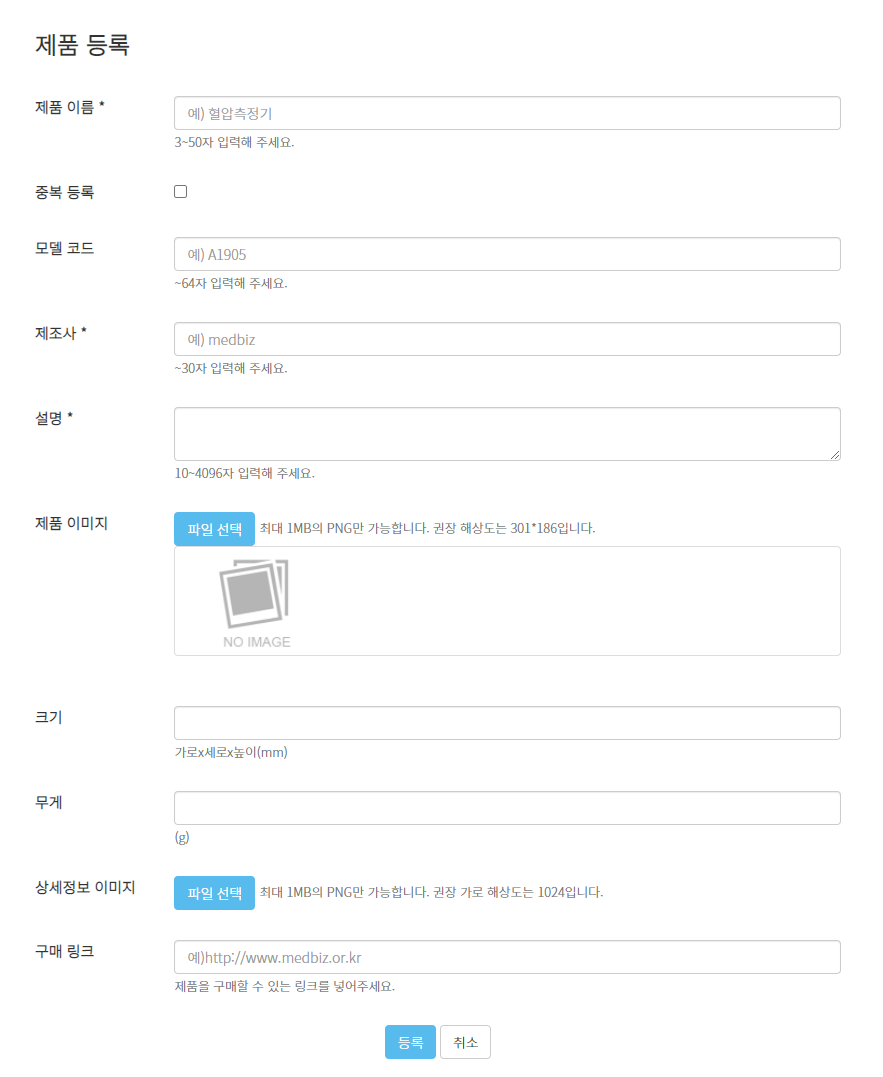 제품 등록
제품 이름 *
예) 혈압측정기
3~50자 입력해 주세요.
중복 등록
모델 코드
예) A1905
~64자 입력해 주세요.
제조사 *
예) medbiz
~30자 입력해 주세요.
설명 *
10~4096자 입력해 주세요.
제품 이미지
파일 선택 최대 1MB의 PNG만 가능합니다. 권장 해상도는 301*186입니다.
NO IMAGE
크기
가로x세로x높이(mm)
무게
(g)
상세정보 이미지
파일 선택 최대 1MB의 PNG만 가능합니다. 권장 가로 해상도는 1024입니다.
구매 링크
예)http://www.medbiz.or.kr
제품을 구매할 수 있는 링크를 넣어주세요.
등록 취소